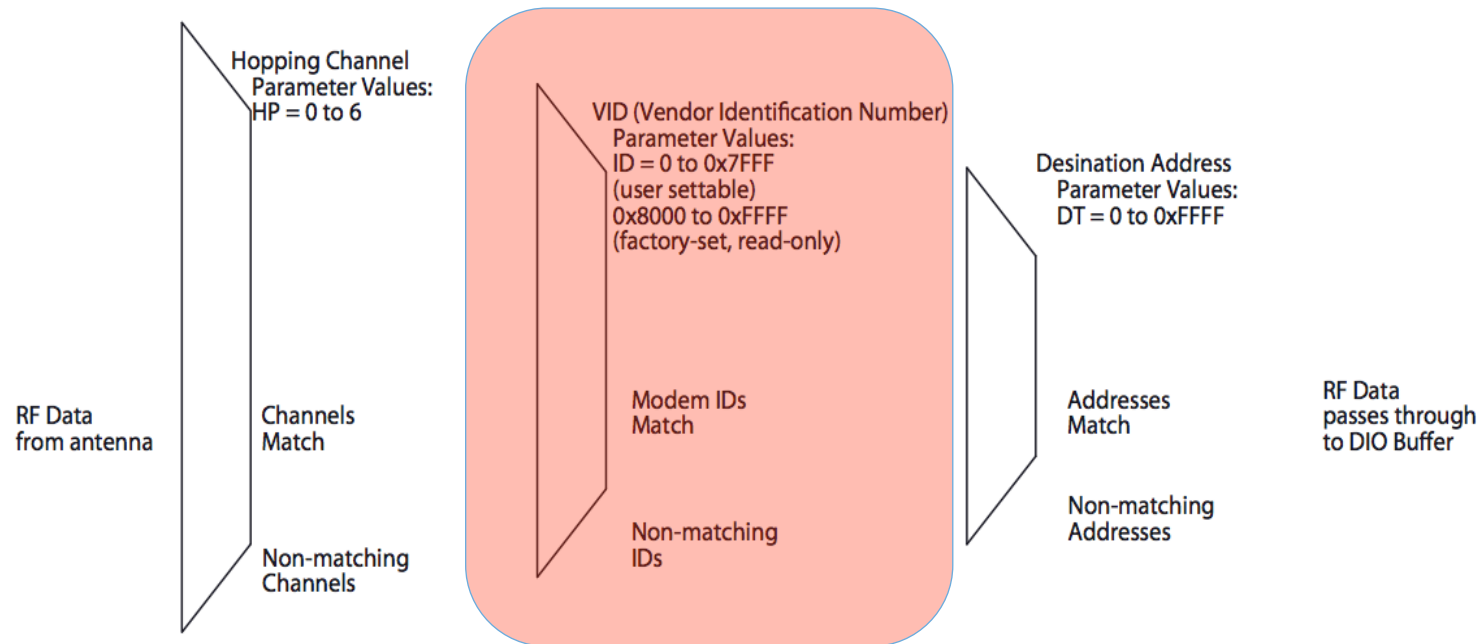 Hopping Channel
Parameter Values:
HP = 0 to 6
VID (Vendor Identification Number)
Parameter Values:
ID = 0 to 0x7FFF
(user settable)
0x8000 to 0xFFFF
(factory-set, read-only)
Desination Address
Parameter Values:
DT = 0 to 0xFFFF
RF Data
from antenna
Channels
Match
Modem IDs
Match
Addresses
Match
RF Data
passes through
to DIO Buffer
Non-matching
Channels
Non-matching
IDs
Non-matching
Addresses